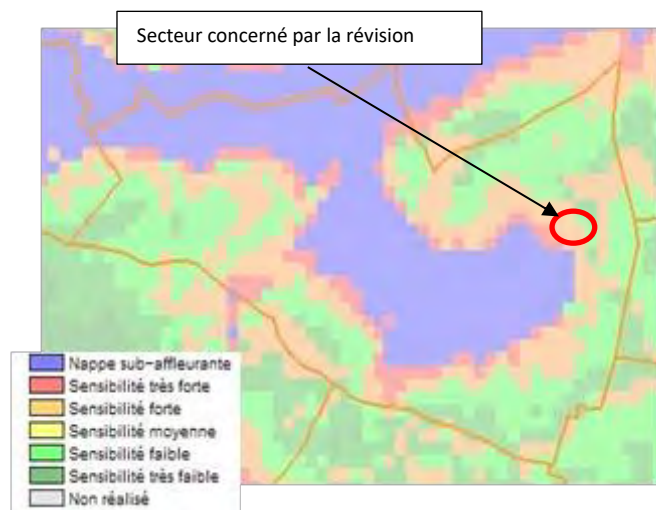 Secteur concerné par la révision
Nappe sub-affleurante
Sensibilité très forte
Sensibilité forte
Sensibilité moyenne
Sensibilité faible
Sensibilité très faible
Non réalisé